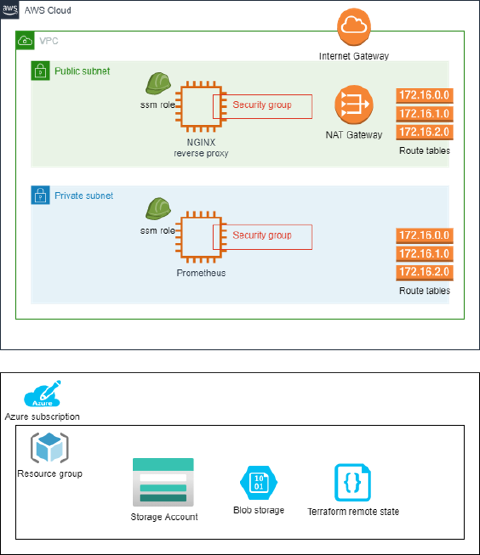 aws
AWS Cloud
VPC
Internet Gateway
Public subnet
ssm role
Security group
NGINX
reverse proxy
NAT Gateway
172.16.0.0
172.16.1.0
172.16.2.0
Route tables
Private subnet
ssm role
Security group
Prometheus
172.16.0.0
172.16.1.0
172.16.2.0
Route tables
Azure
Azure subscription
Resource group
Storage Account
10
01
Blob storage
{}
Terraform remote state